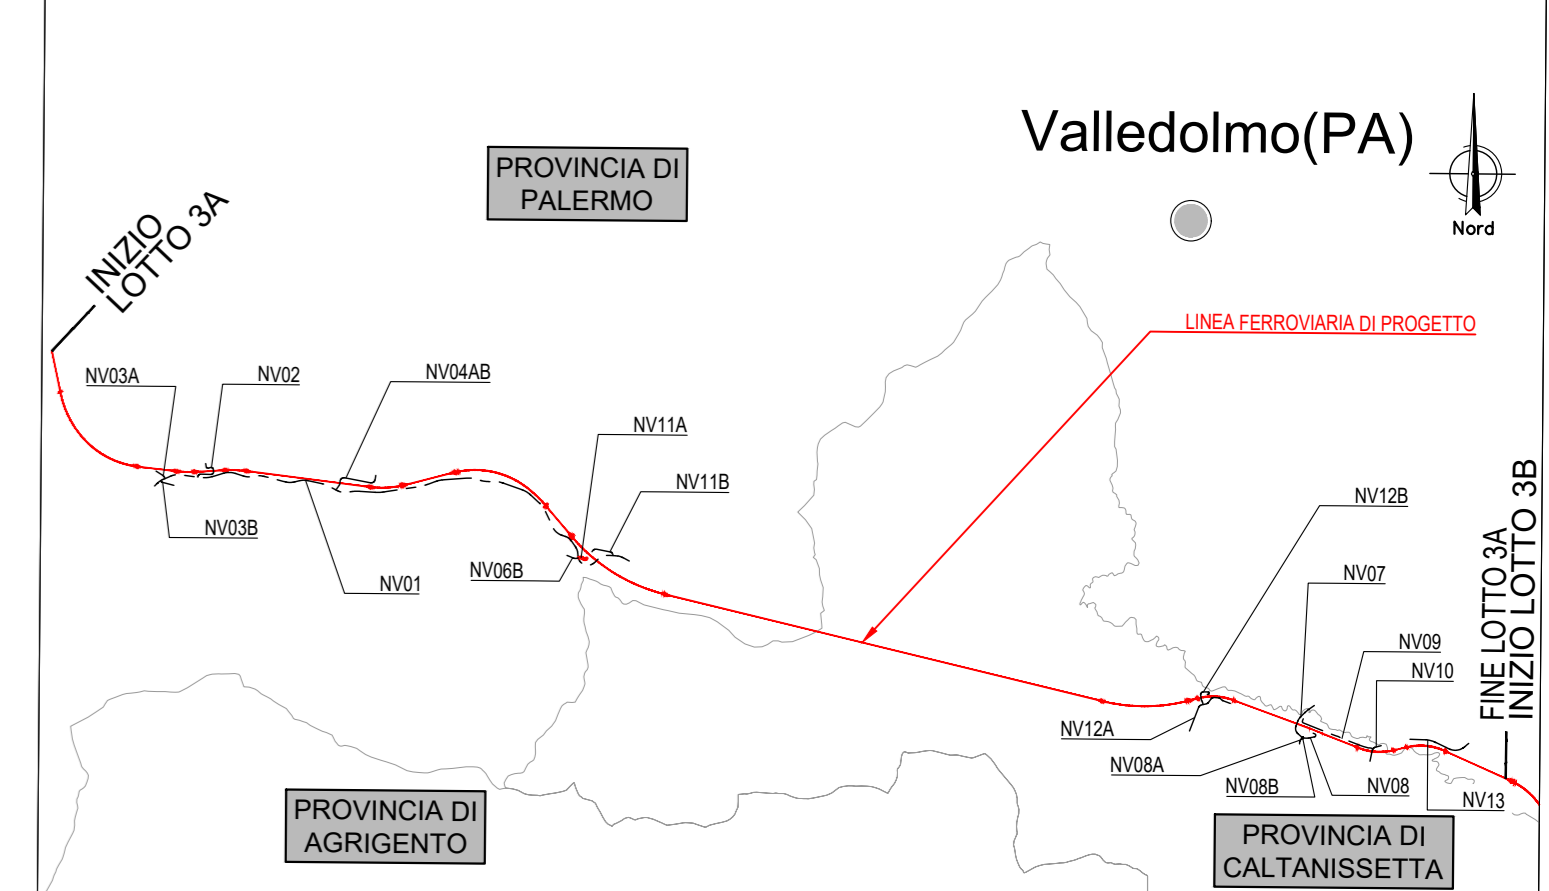 Valledolmo(PA)
Nord
PROVINCIA DI
PALERMO
INIZIO
LOTTO 3A
LINEA FERROVIARIA DI PROGETTO
NV03A
NV02
NV04AB
NV11A
NV11B
NV03B
NV01
NV06B
NV12B
NV07
NV09
NV10
NV12A
NV08A
NV08B
NV08
NV13
FINE LOTTO 3A
INIZIO LOTTO 3B
PROVINCIA DI
AGRIGENTO
PROVINCIA DI
CALTANISSETTA